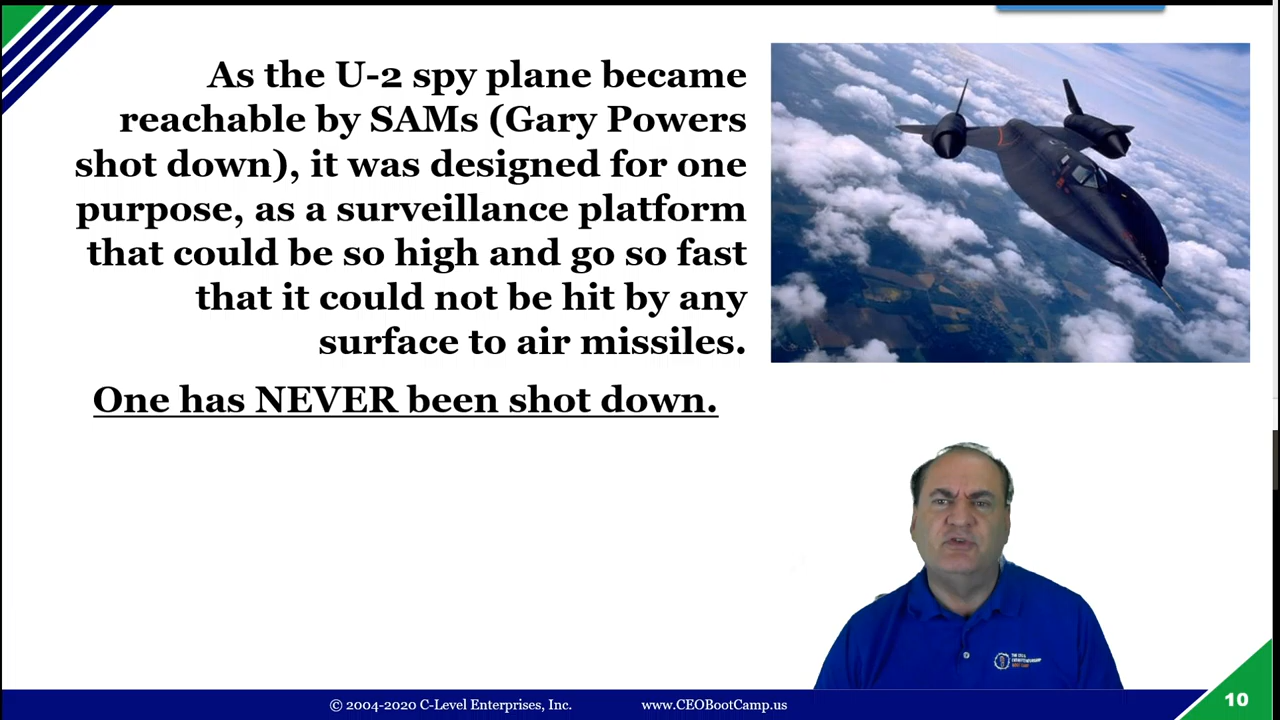 As the U-2 spy plane became
reachable by SAMs (Gary Powers
shot down), it was designed for one
purpose, as a surveillance platform
that could be so high and go so fast
that it could not be hit by any
surface to air missiles.
One has NEVER been shot down.
© 2004-2020 C-Level Enterprises, Inc.
www.CEOBootCamp.us
10